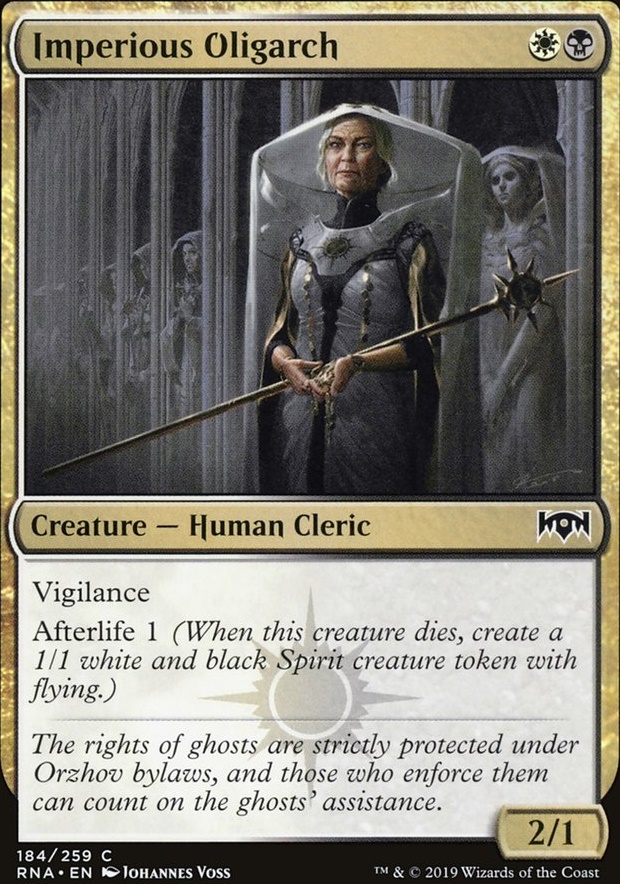 Imperious Oligarch
Creature — Human Cleric
Vigilance
Afterlife 1 (When this creature dies, create a
1/1 white and black Spirit creature token with
flying.)
The rights of ghosts are strictly protected under
Orzhov bylaws, and those who enforce them
can count on the ghosts' assistance.
2/1
184/259 C
RNA • EN Johannes Voss
™ & © 2019 Wizards of the Coast